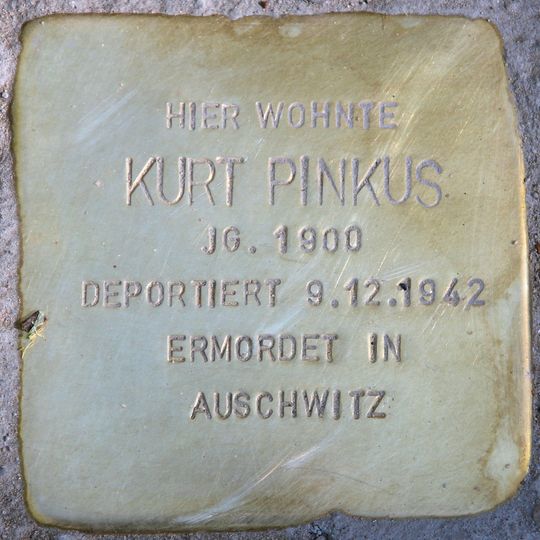 HIER WOHNTE
KURT PINKUS
JG. 1900
DEPORTIERT 9.12.1942
ERMORDET IN
AUSCHWITZ